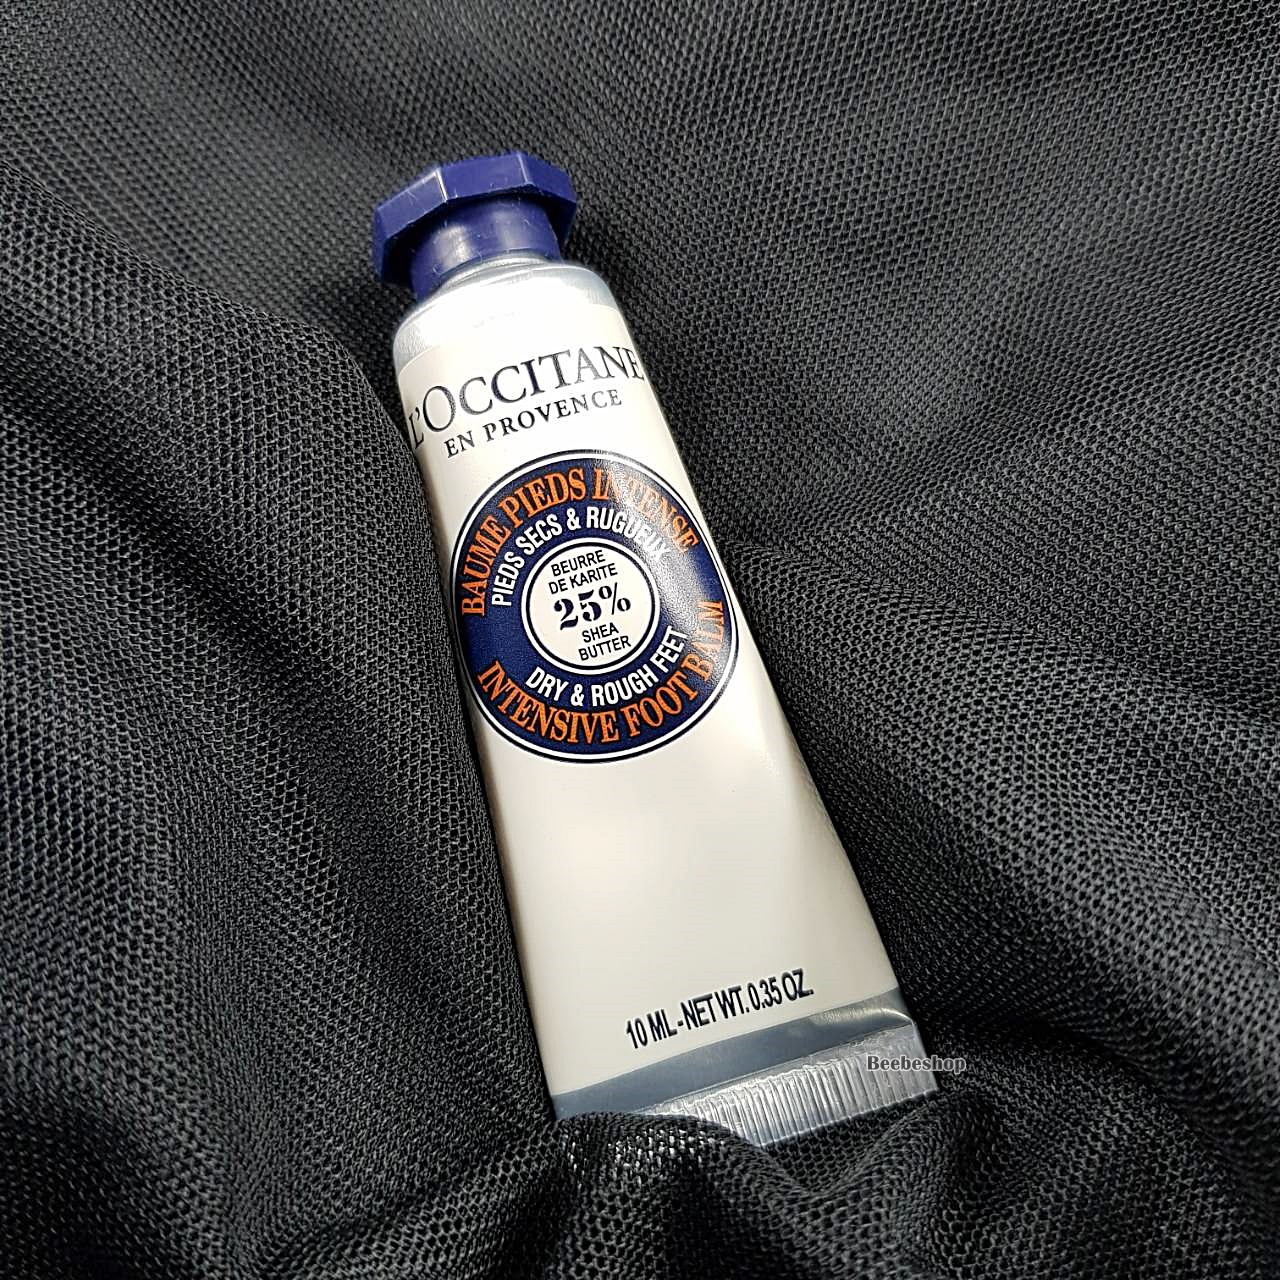 L'OCCITANE
EN PROVENCE
BAUME PIEDS INTENSE
PIEDS SECS & RUGUEUX
BEURRE
DE KARITE
25%
SHEA
BUTTER
DRY & ROUGH FEET
INTENSIVE FOOT BALM
10 ML - NET WT. 0.35 OZ.
Beebeshop